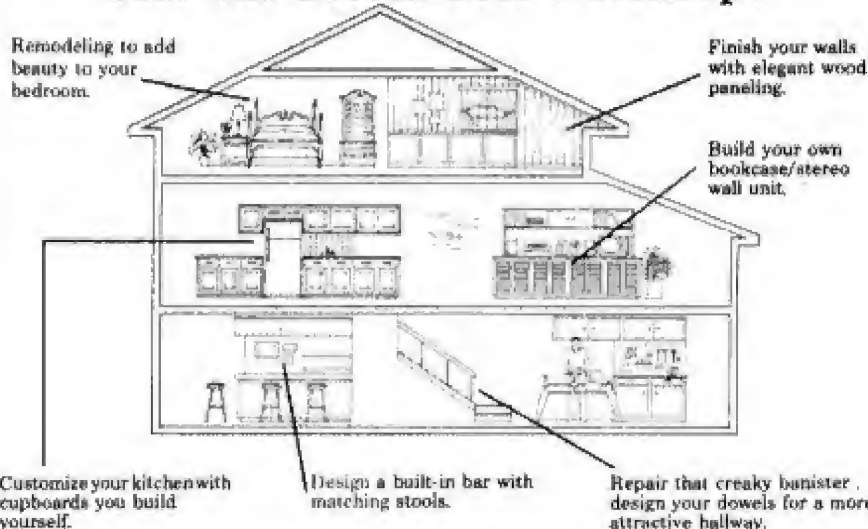 Remodeling to add
beauty to your
bedroom.
Finish your walls
with elegant wood
paneling.
Build your own
bookcase/stereo
wall unit.
Customize your kitchen with
cupboards you build
yourself.
Design a built-in bar with
matching stools.
Repair that creaky banister.
design your dowels for a more
attractive hallway.